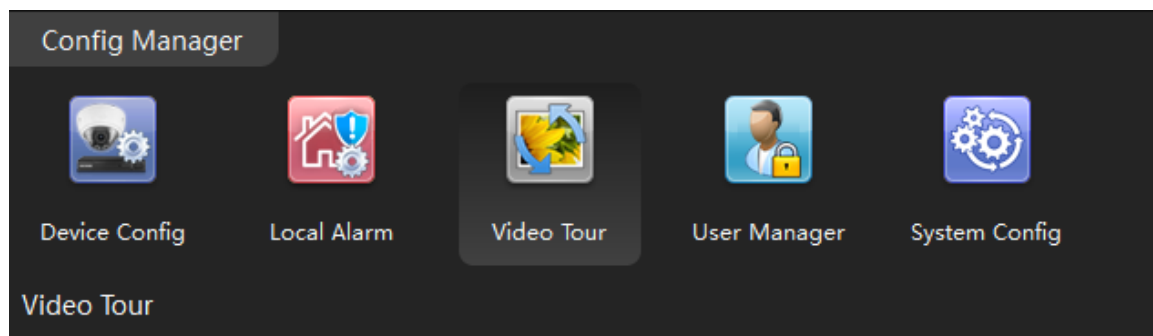 Config Manager
Device Config Local Alarm Video Tour User Manager System Config
Video Tour